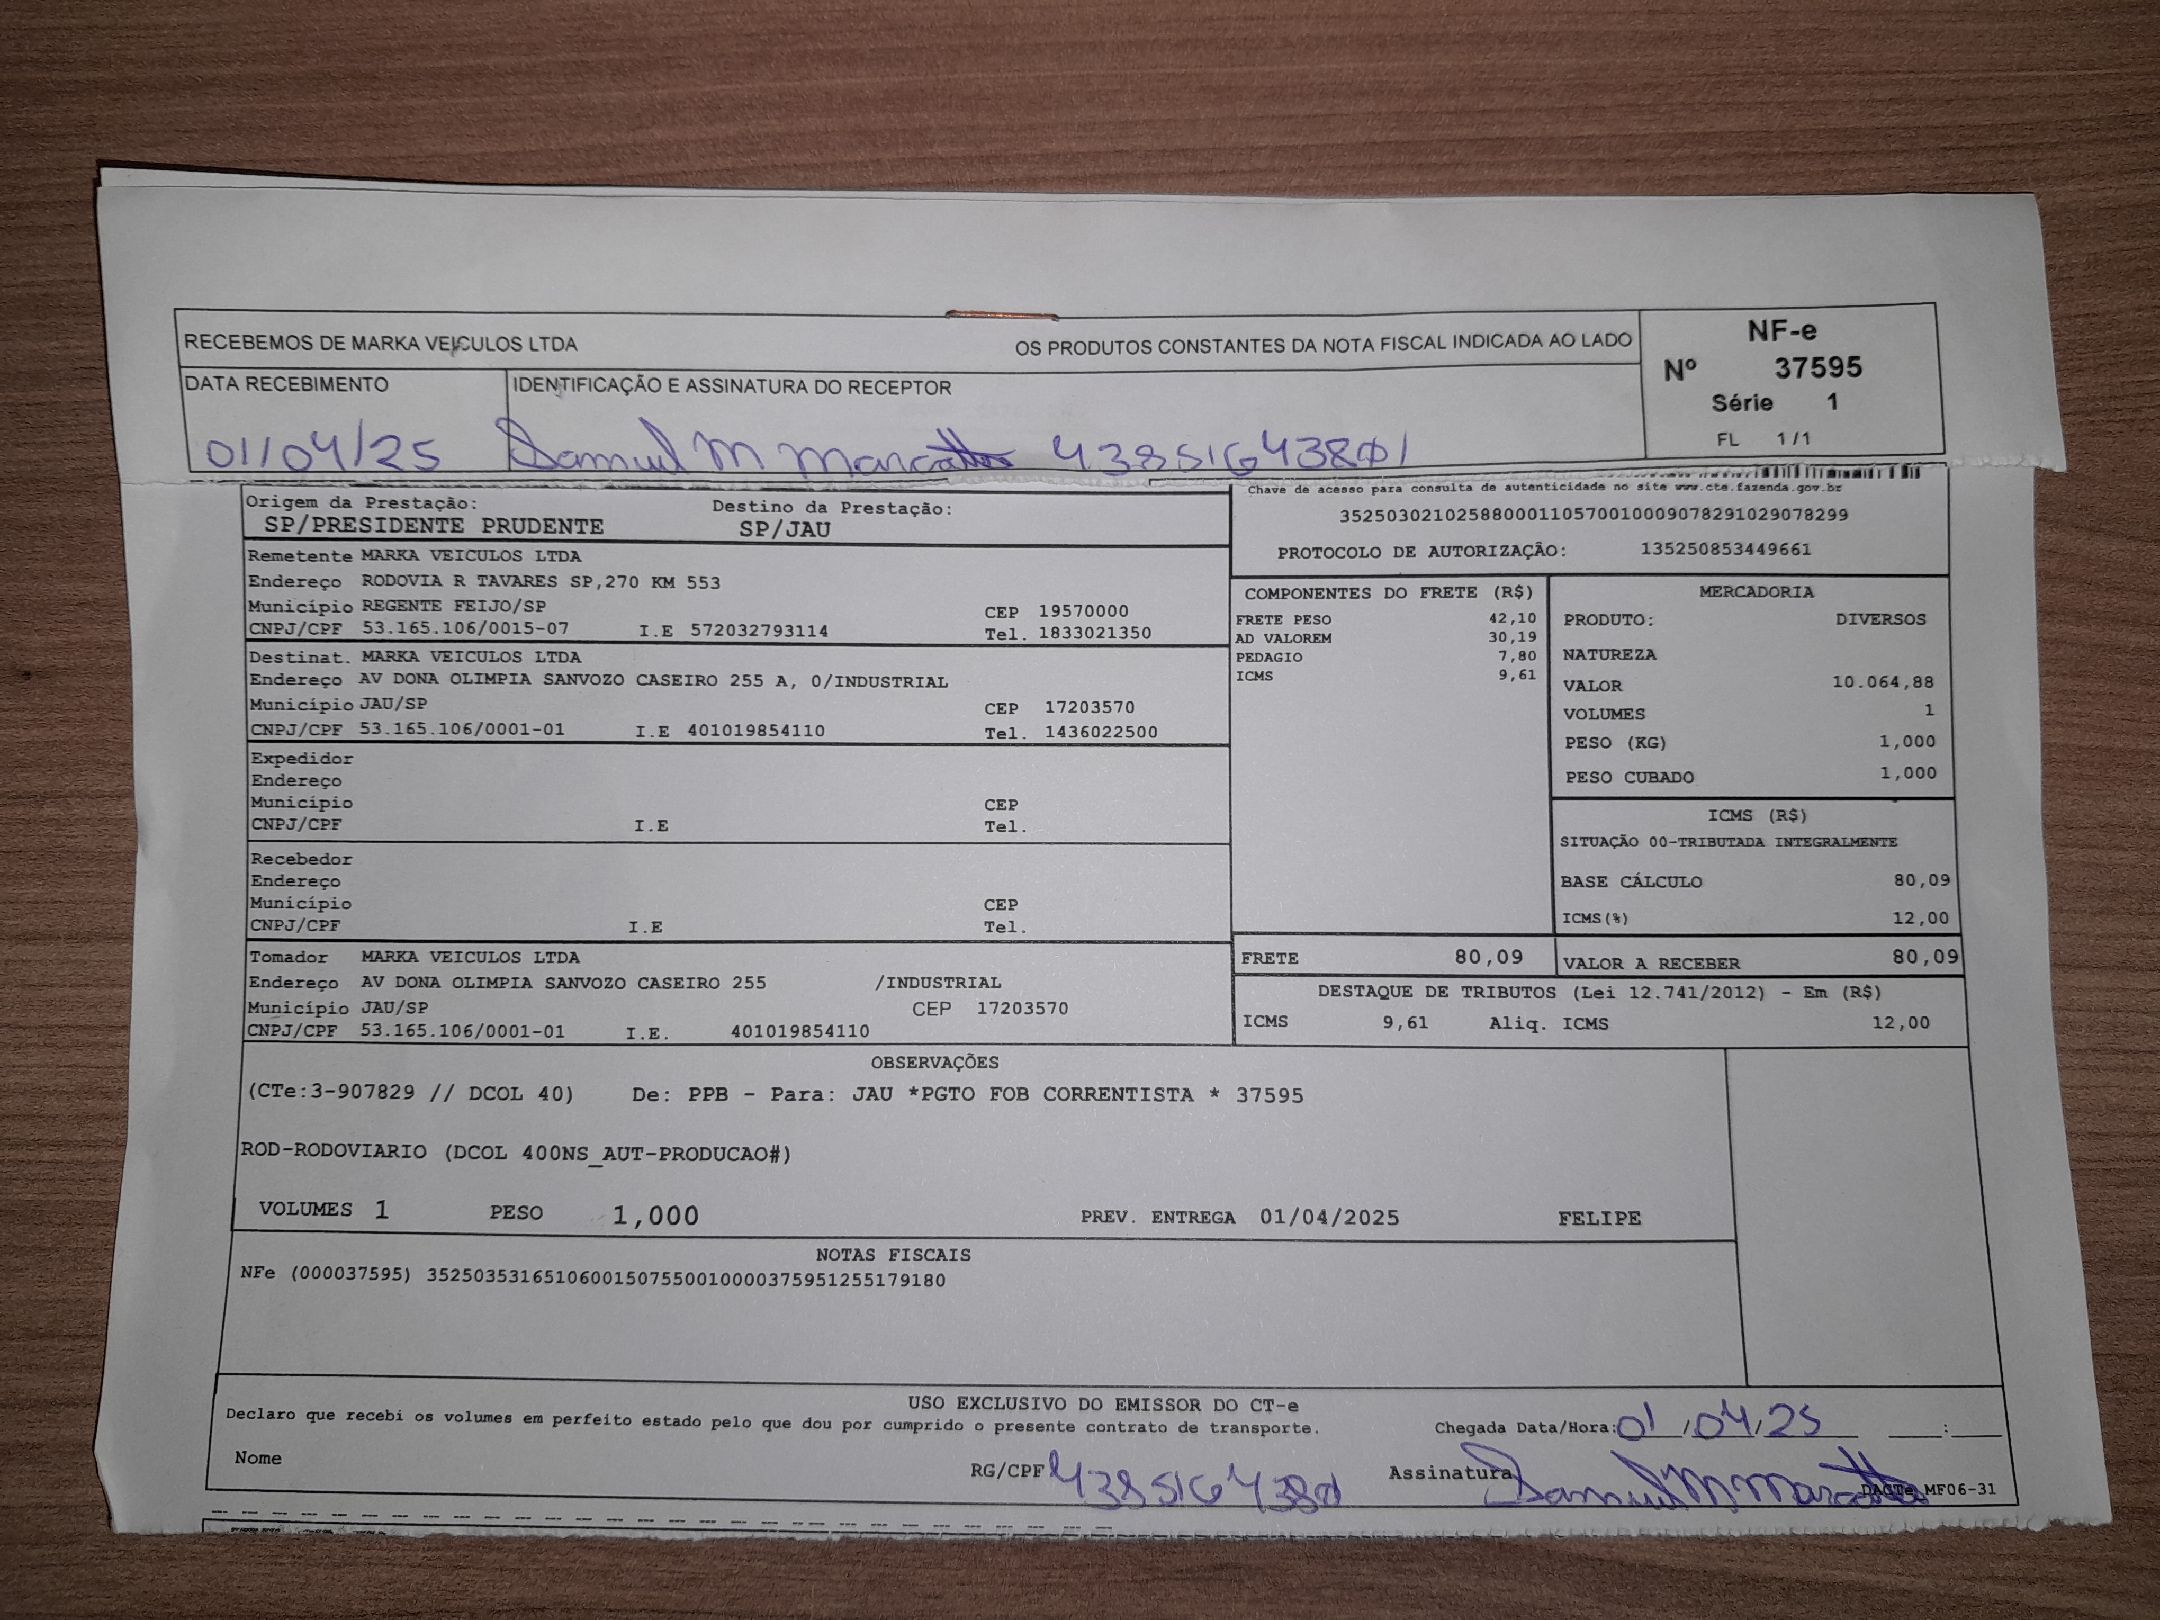 RECEBEMOS DE MARKA VEICULOS LTDA OS PRODUTOS CONSTANTES DA NOTA FISCAL INDICADA AO LADO
NF-e
Nº 37595
Série 1
FL 1/1
DATA RECEBIMENTO IDENTIFICAÇÃO E ASSINATURA DO RECEPTOR
01/04/25
Chave de acesso para consulta de autenticidade no site www.cte.fazenda.gov.br
35250302102588000110570010009078291029078299
PROTOCOLO DE AUTORIZAÇÃO: 135250853449661
Origem da Prestação: Destino da Prestação:
SP/PRESIDENTE PRUDENTE SP/JAU
Remetente MARKA VEICULOS LTDA
Endereço RODOVIA R TAVARES SP,270 KM 553
Município REGENTE FEIJO/SP CEP 19570000
CNPJ/CPF 53.165.106/0015-07 I.E 572032793114 Tel. 1833021350
Destinat. MARKA VEICULOS LTDA
Endereço AV DONA OLIMPIA SANVOZO CASEIRO 255 A, 0/INDUSTRIAL
Município JAU/SP CEP 17203570
CNPJ/CPF 53.165.106/0001-01 I.E 401019854110 Tel. 1436022500
Expedidor
Endereço
Município CEP
CNPJ/CPF I.E Tel.
Recebedor
Endereço
Município CEP
CNPJ/CPF I.E Tel.
Tomador MARKA VEICULOS LTDA
Endereço AV DONA OLIMPIA SANVOZO CASEIRO 255 /INDUSTRIAL
Município JAU/SP CEP 17203570
CNPJ/CPF 53.165.106/0001-01 I.E. 401019854110
COMPONENTES DO FRETE (R$)
FRETE PESO 42,10
AD VALOREM 30,19
PEDAGIO 7,80
ICMS 9,61
MERCADORIA
PRODUTO: DIVERSOS
NATUREZA
VALOR 10.064,88
VOLUMES 1
PESO (KG) 1,000
PESO CUBADO 1,000
ICMS (R$)
SITUAÇÃO 00-TRIBUTADA INTEGRALMENTE
BASE CÁLCULO 80,09
ICMS(%) 12,00
FRETE 80,09 VALOR A RECEBER 80,09
DESTAQUE DE TRIBUTOS (Lei 12.741/2012) - Em (R$)
ICMS 9,61 Aliq. ICMS 12,00
OBSERVAÇÕES
(CTe:3-907829 // DCOL 40) De: PPB - Para: JAU *PGTO FOB CORRENTISTA * 37595
ROD-RODOVIARIO (DCOL 400NS_AUT-PRODUCAO#)
VOLUMES 1 PESO 1,000 PREV. ENTREGA 01/04/2025 FELIPE
NOTAS FISCAIS
NFe (000037595) 35250353165106001507550010000375951255179180
USO EXCLUSIVO DO EMISSOR DO CT-e
Declaro que recebi os volumes em perfeito estado pelo que dou por cumprido o presente contrato de transporte. Chegada Data/Hora: 01/04/25 :
Nome RG/CPF Assinatura
DACTe MF06-31